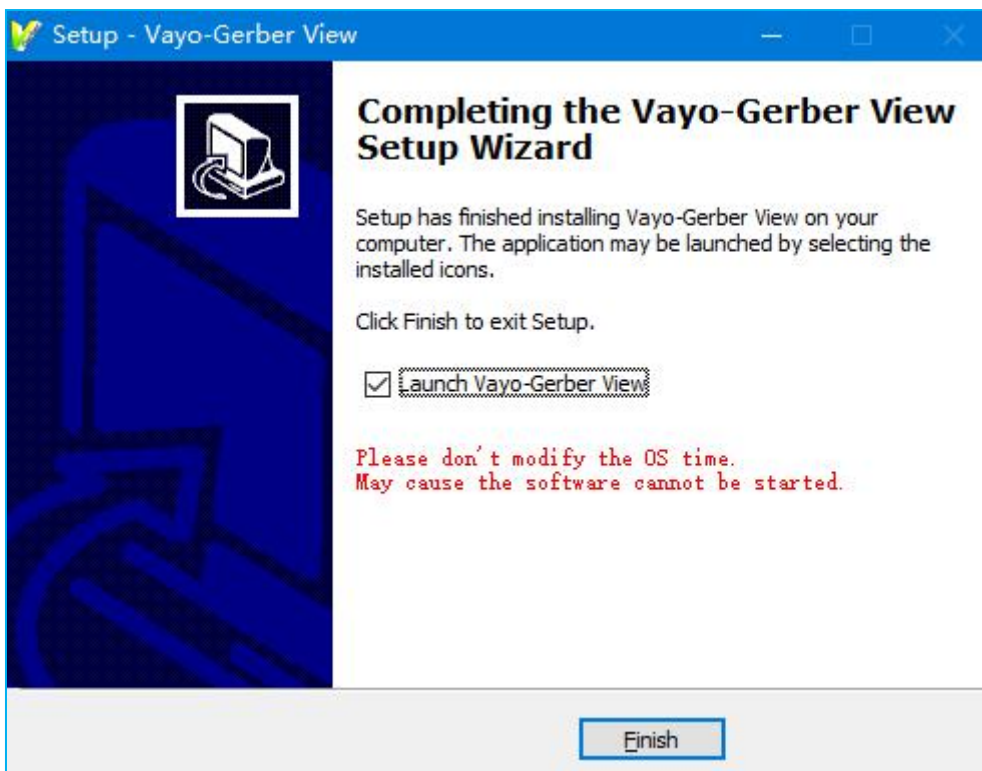 Setup - Vayo-Gerber View
Completing the Vayo-Gerber View
Setup Wizard
Setup has finished installing Vayo-Gerber View on your
computer. The application may be launched by selecting the
installed icons.
Click Finish to exit Setup.
Launch Vayo-Gerber View
Please don't modify the OS time.
May cause the software cannot be started.
Finish